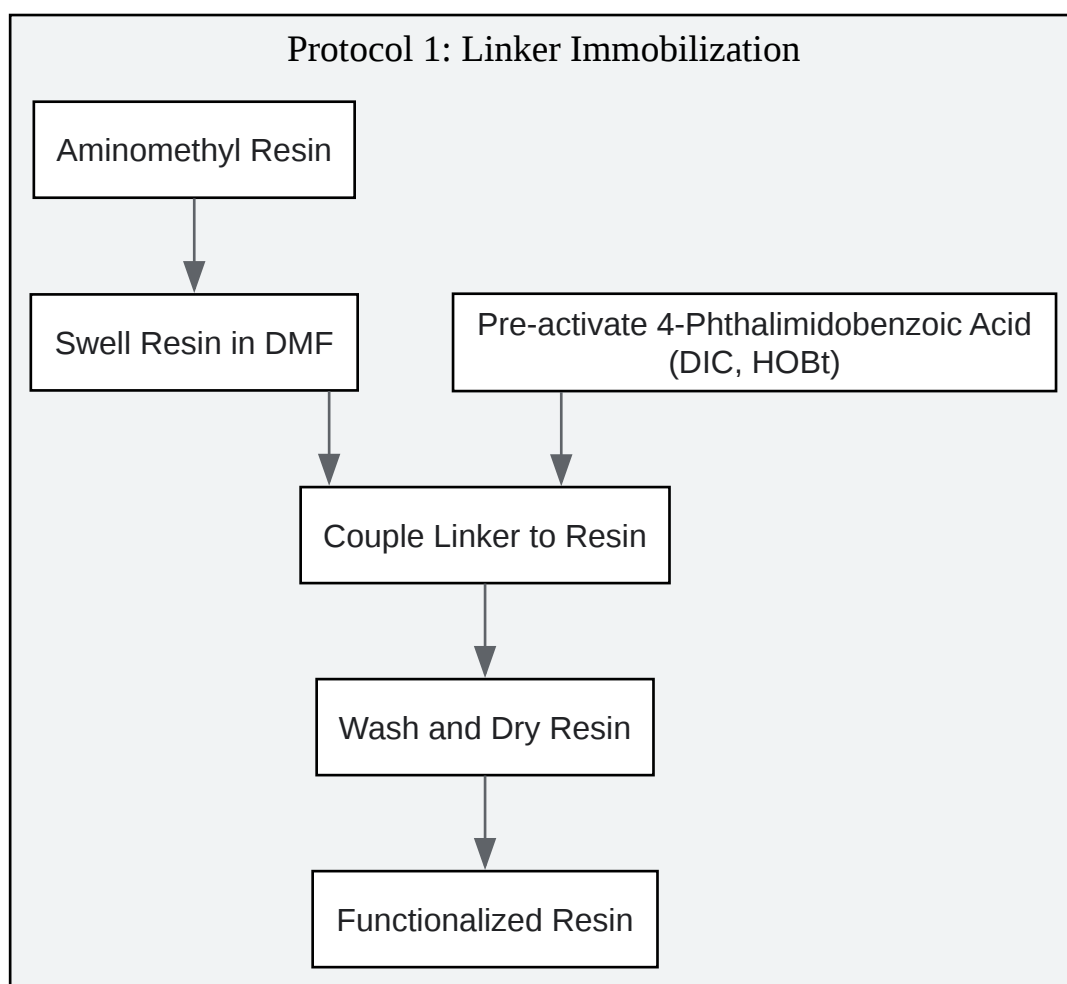 Protocol 1: Linker Immobilization
Aminomethyl Resin
Swell Resin in DMF
Pre-activate 4-Phthalimidobenzoic Acid
(DIC, HOBt)
Couple Linker to Resin
Wash and Dry Resin
Functionalized Resin